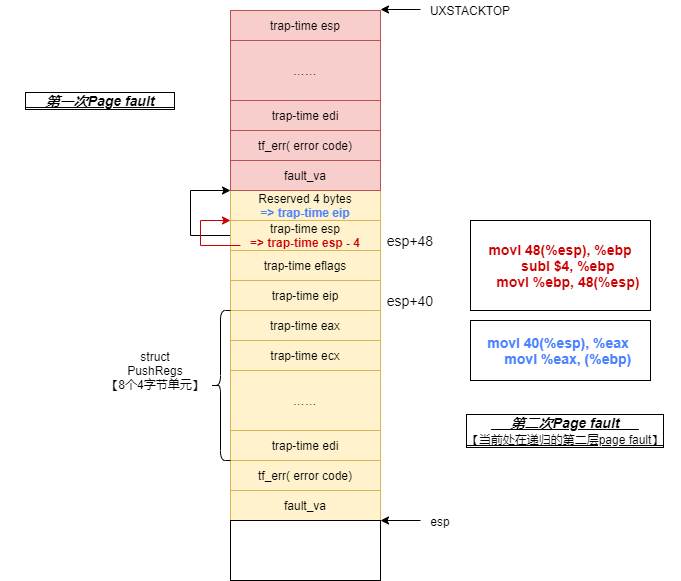 trap-time esp
UXSTACKTOP
……
第一次Page fault
trap-time edi
tf_err( error code)
fault_va
Reserved 4 bytes
=> trap-time eip
trap-time esp
=> trap-time esp - 4
esp+48
trap-time eflags
trap-time eip
esp+40
movl 48(%esp), %ebp
subl $4, %ebp
movl %ebp, 48(%esp)
trap-time eax
trap-time ecx
movl 40(%esp), %eax
movl %eax, (%ebp)
struct
PushRegs
【8个4字节单元】
……
第二次Page fault
【当前处在递归的第二层page fault】
trap-time edi
tf_err( error code)
fault_va
esp